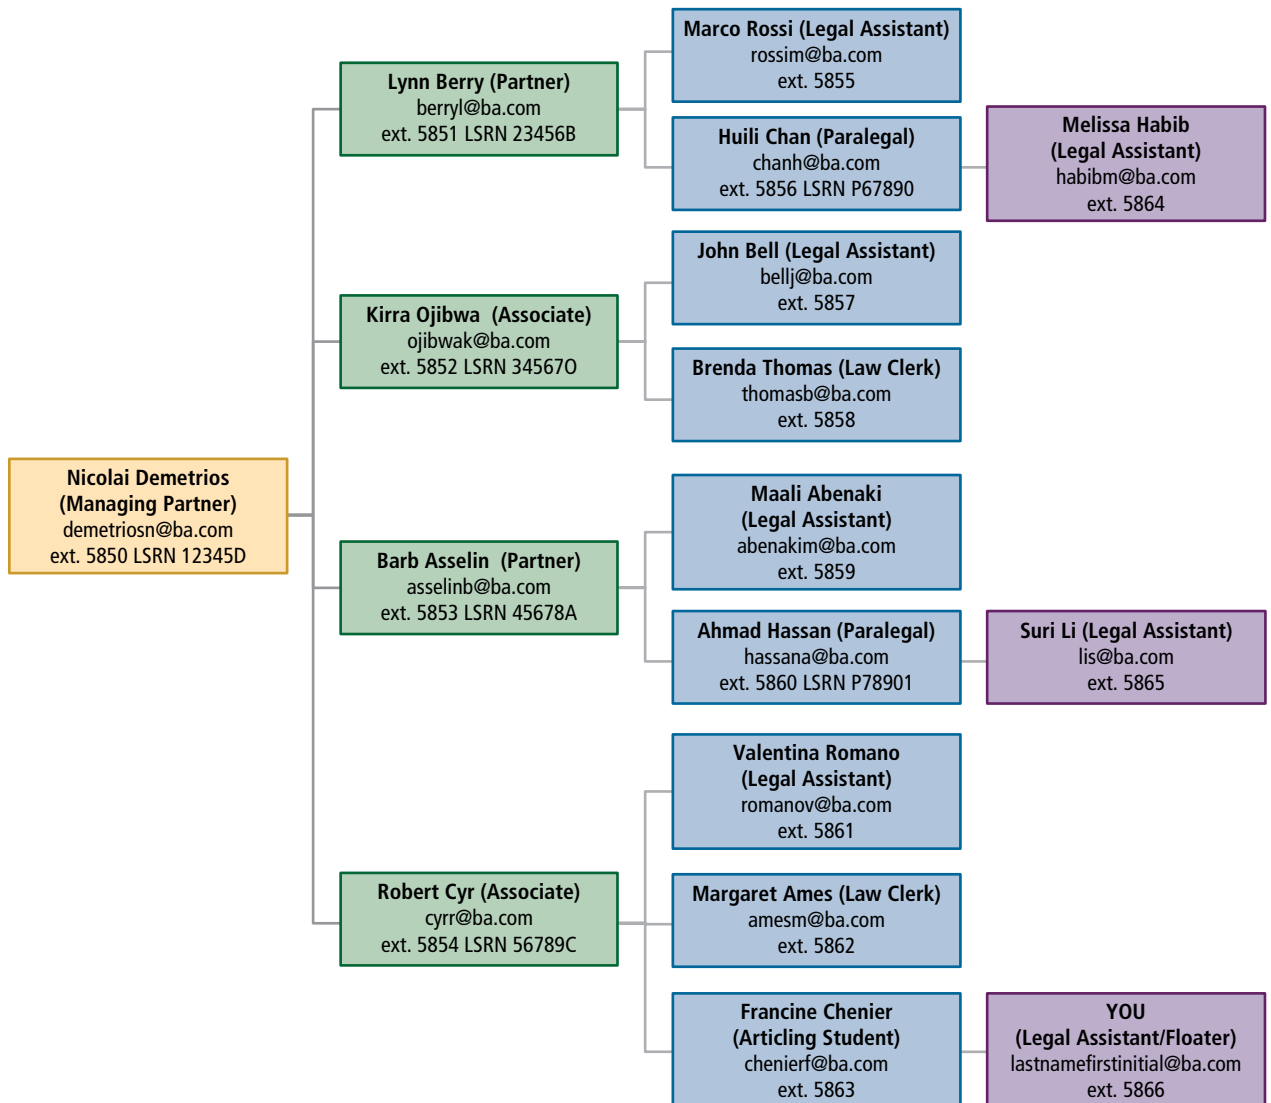 Nicolai Demetrios
(Managing Partner)
demetriosn@ba.com
ext. 5850 LSRN 12345D
Lynn Berry (Partner)
berryl@ba.com
ext. 5851 LSRN 23456B
Marco Rossi (Legal Assistant)
rossim@ba.com
ext. 5855
Huili Chan (Paralegal)
chanh@ba.com
ext. 5856 LSRN P67890
Melissa Habib
(Legal Assistant)
habibm@ba.com
ext. 5864
Kirra Ojibwa  (Associate)
ojibwak@ba.com
ext. 5852 LSRN 34567O
John Bell (Legal Assistant)
bellj@ba.com
ext. 5857
Brenda Thomas (Law Clerk)
thomasb@ba.com
ext. 5858
Barb Asselin  (Partner)
asselinb@ba.com
ext. 5853 LSRN 45678A
Maali Abenaki
(Legal Assistant)
abenakim@ba.com
ext. 5859
Ahmad Hassan (Paralegal)
hassana@ba.com
ext. 5860 LSRN P78901
Suri Li (Legal Assistant)
lis@ba.com
ext. 5865
Robert Cyr (Associate)
cyrr@ba.com
ext. 5854 LSRN 56789C
Valentina Romano
(Legal Assistant)
romanov@ba.com
ext. 5861
Margaret Ames (Law Clerk)
amesm@ba.com
ext. 5862
Francine Chenier
(Articling Student)
chenierf@ba.com
ext. 5863
YOU
(Legal Assistant/Floater)
lastnamefirstinitial@ba.com
ext. 5866